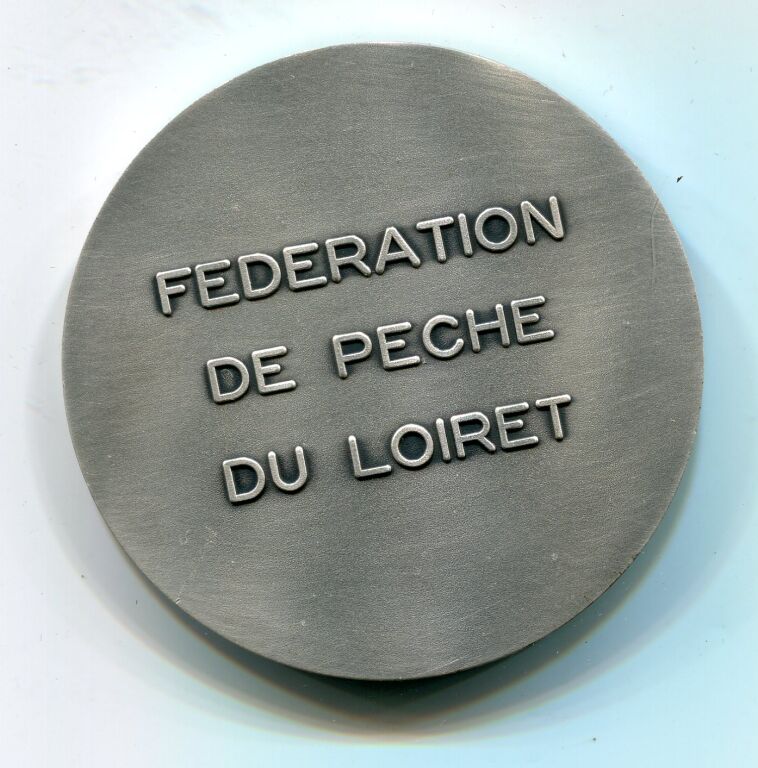 FEDERATION
DE PECHE
DU LOIRET